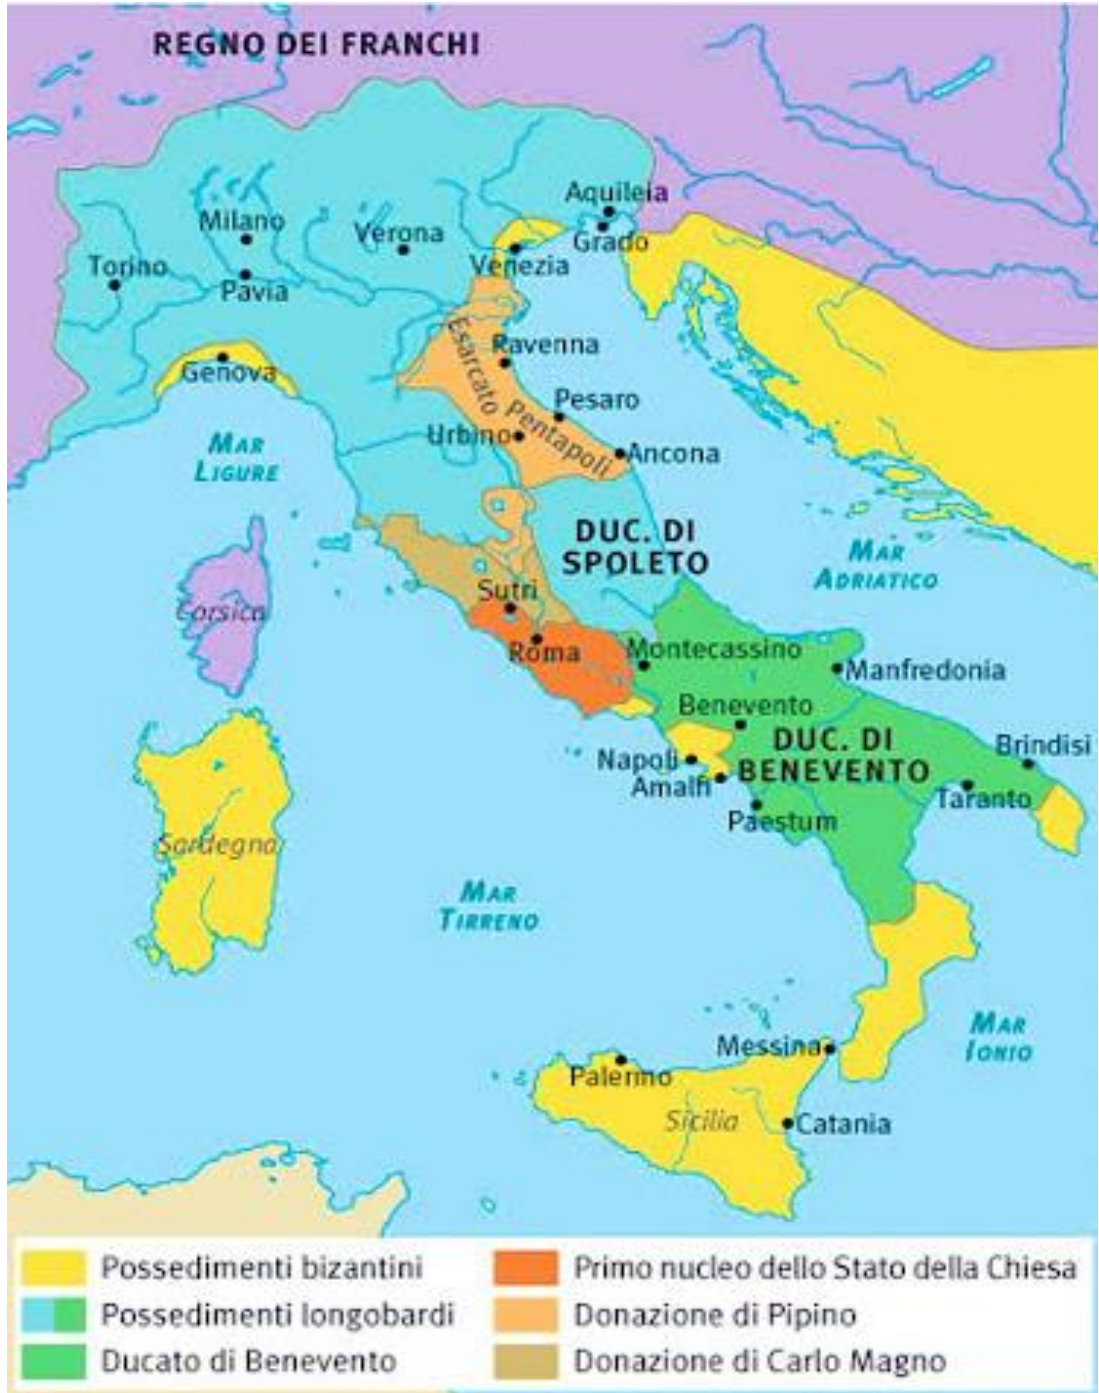 REGNO DEI FRANCHI
Aquileia
Milano
Verona
Grado
Venezia
Torino
Pavia
Esarcato
Ravenna
Genova
Pesaro
Pentapoli
Urbino
Ancona
MAR
LIGURE
DUC. DI
SPOLETO
MAR
ADRIATICO
Corsica
Sutri
Roma
Montecassino
Manfredonia
Benevento
DUC. DI
BENEVENTO
Brindisi
Napoli
Amalfi
Taranto
Paestum
Sardegna
MAR
TIRRENO
MAR
IONIO
Messina
Palermo
Sicilia
Catania
Possedimenti bizantini
Possedimenti longobardi
Ducato di Benevento
Primo nucleo dello Stato della Chiesa
Donazione di Pipino
Donazione di Carlo Magno